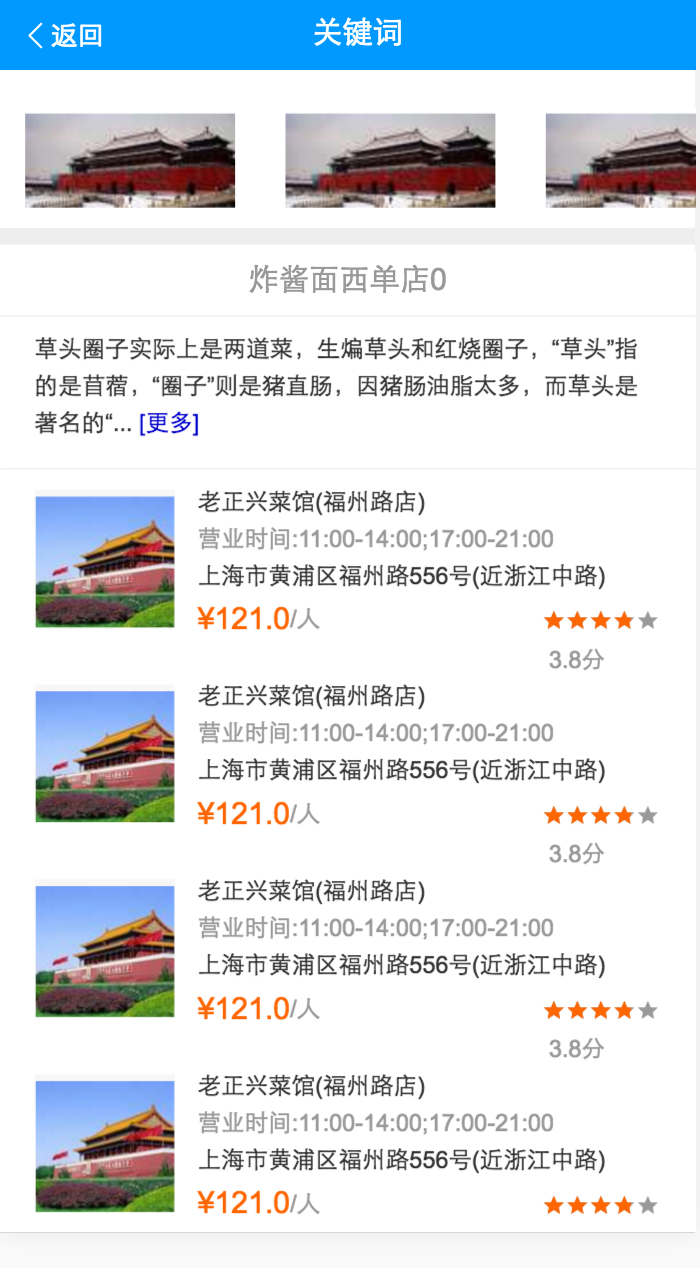 返回
关键词
炸酱面西单店0
草头圈子实际上是两道菜，生煸草头和红烧圈子，“草头”指
的是苜蓿，“圈子”则是猪直肠，因猪肠油脂太多，而草头是
著名的“... [更多]
老正兴菜馆(福州路店)
营业时间:11:00-14:00;17:00-21:00
上海市黄浦区福州路556号(近浙江中路)
¥121.0/人
3.8分
老正兴菜馆(福州路店)
营业时间:11:00-14:00;17:00-21:00
上海市黄浦区福州路556号(近浙江中路)
¥121.0/人
3.8分
老正兴菜馆(福州路店)
营业时间:11:00-14:00;17:00-21:00
上海市黄浦区福州路556号(近浙江中路)
¥121.0/人
3.8分
老正兴菜馆(福州路店)
营业时间:11:00-14:00;17:00-21:00
上海市黄浦区福州路556号(近浙江中路)
¥121.0/人